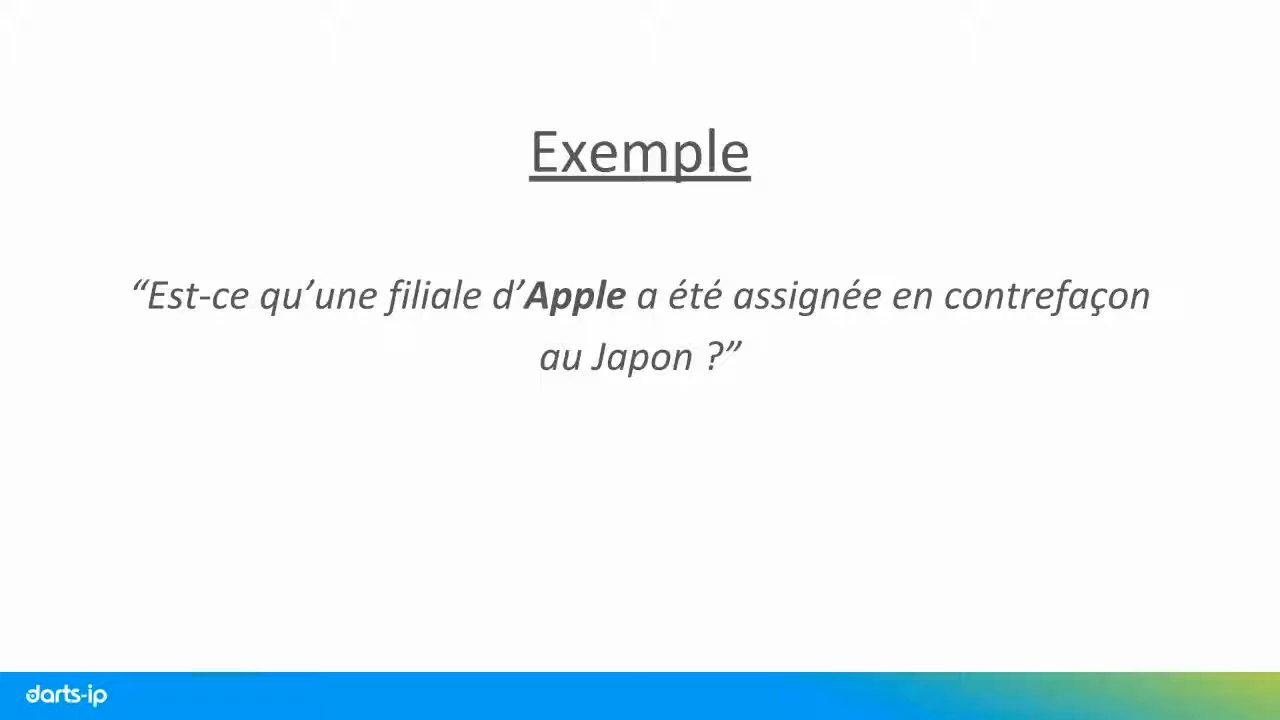 Exemple
“Est-ce qu’une filiale d’Apple a été assignée en contrefaçon
au Japon ?”
darts-ip